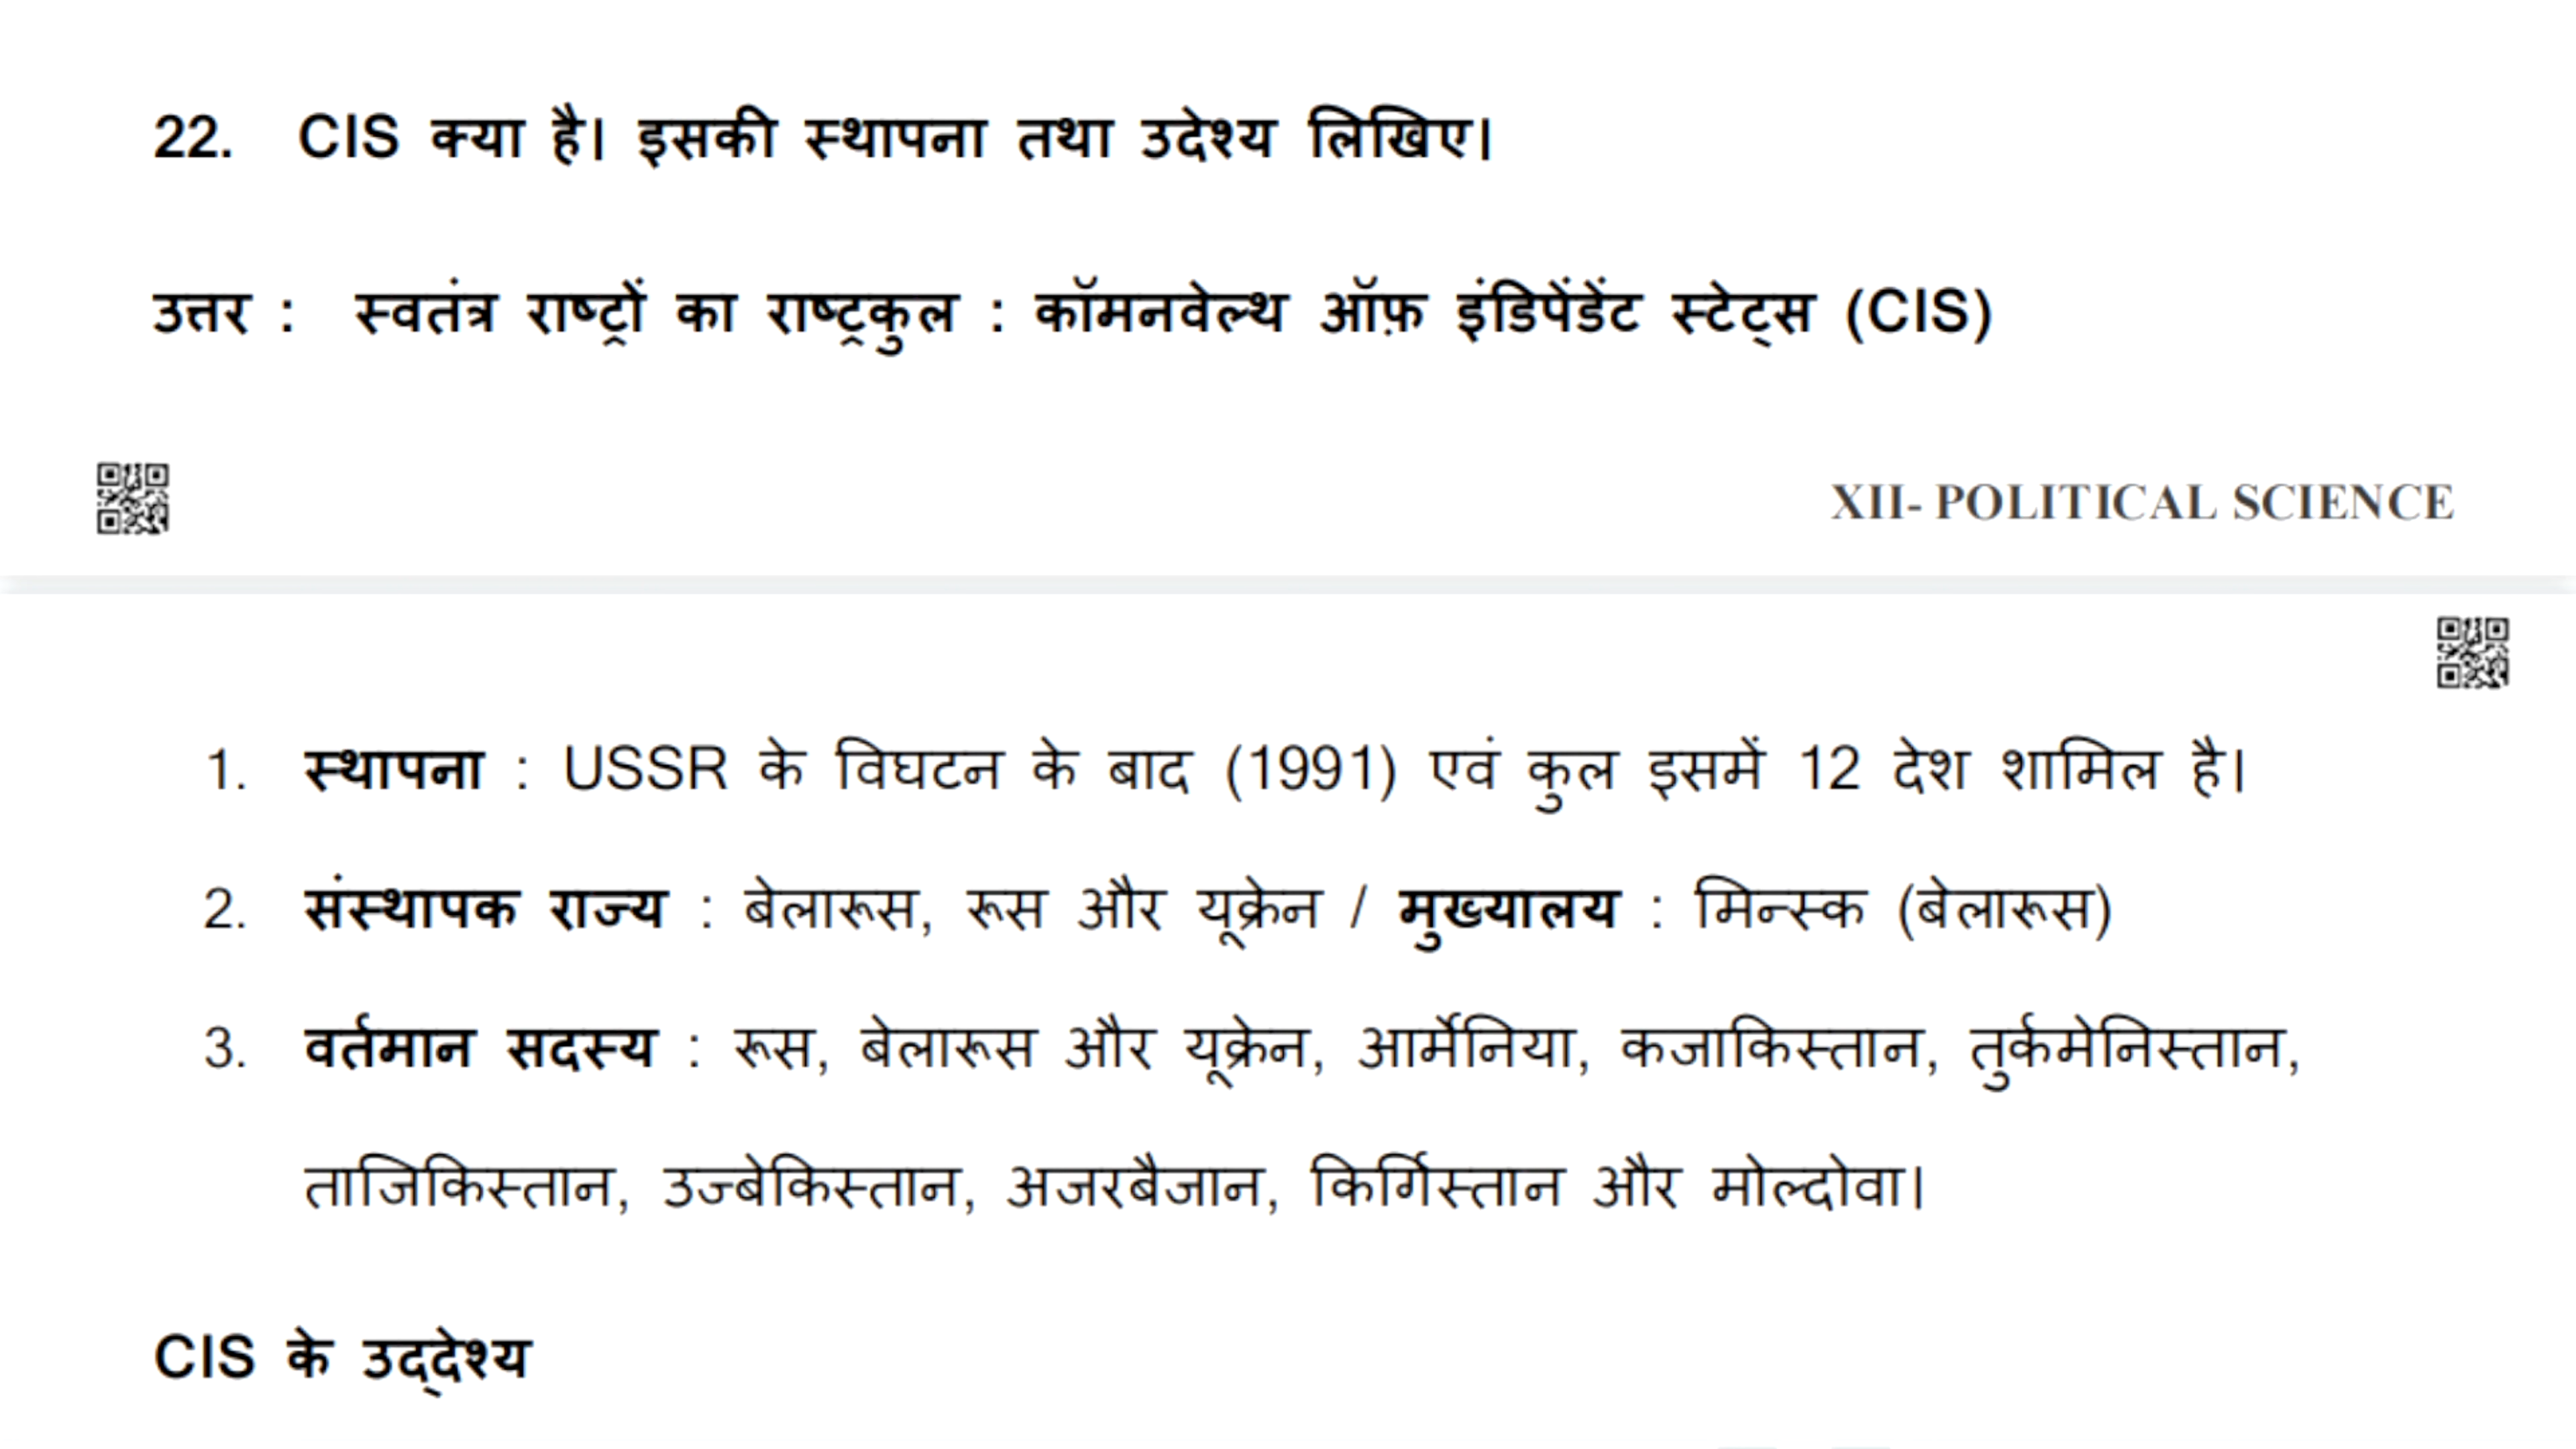 22. CIS क्या है। इसकी स्थापना तथा उदेश्य लिखिए।
उत्तर : स्वतंत्र राष्ट्रों का राष्ट्रकुल : कॉमनवेल्थ ऑफ़ इंडिपेंडेंट स्टेट्स (CIS)
XII- POLITICAL SCIENCE
1. स्थापना : USSR के विघटन के बाद (1991) एवं कुल इसमें 12 देश शामिल है।
2. संस्थापक राज्य : बेलारूस, रूस और यूक्रेन / मुख्यालय : मिन्स्क (बेलारूस)
3. वर्तमान सदस्य : रूस, बेलारूस और यूक्रेन, आर्मेनिया, कजाकिस्तान, तुर्कमेनिस्तान,
ताजिकिस्तान, उज्बेकिस्तान, अजरबैजान, किर्गिस्तान और मोल्दोवा।
CIS के उद्‌देश्य